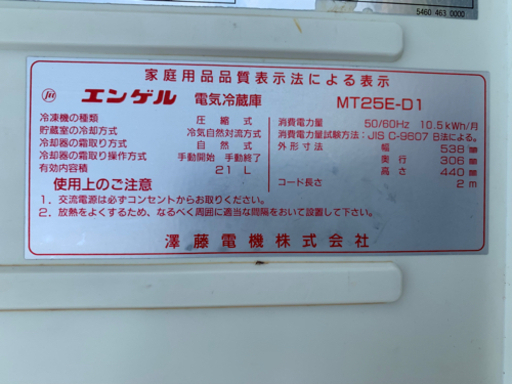 5460 463 0000
家庭用品品質表示法による表示
エンゲル 電気冷蔵庫 MT25E-D1
冷凍機の種類 圧縮式
貯蔵室の冷却方式 冷気自然対流方式
冷却器の霜取り方式 自然式
冷却器の霜取り操作方式 手動開始 手動終了
有効内容積 21 L
消費電力量 50/60Hz 10.5kWh/月
消費電力量試験方法：JIS C-9607 B法による。
外形寸法 幅 538 mm
奥行 306 mm
高さ 440 mm
コード長さ 2 m
使用上のご注意
1．交流電源は必ずコンセントからお取りください。
2．放熱をよくするため、なるべく周囲に適当な間隔をおいて設置して下さい。
澤藤電機株式会社